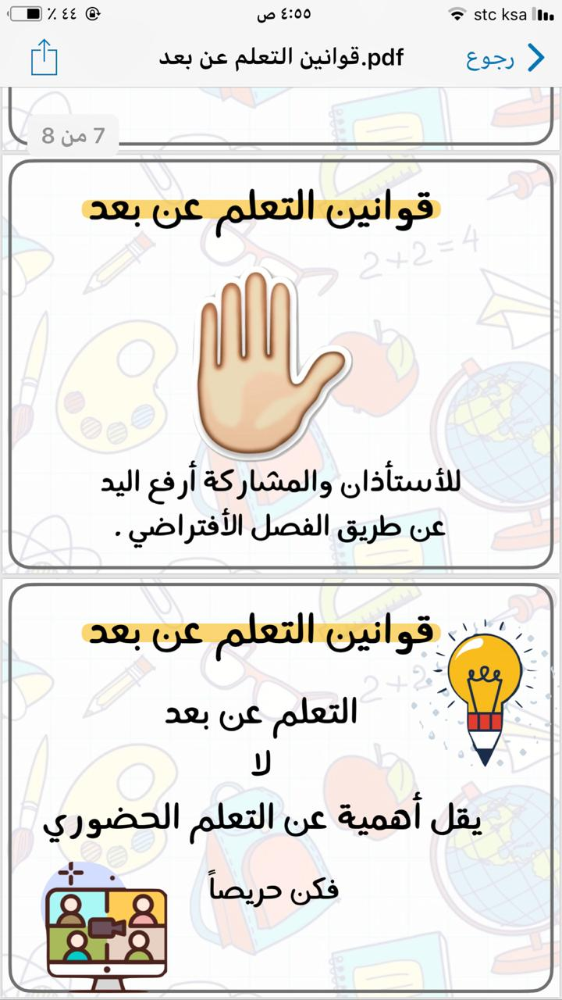 ٪ ٤٤
٤:٥٥ ص
stc ksa
قوانين التعلم عن بعد.pdf
رجوع
7 من 8
قوانين التعلم عن بعد
2+2=4
للأستأذان والمشاركة أرفع اليد
عن طريق الفصل الأفتراضي .
قوانين التعلم عن بعد
2+2
التعلم عن بعد
لا
يقل أهمية عن التعلم الحضوري
فكن حريصاً